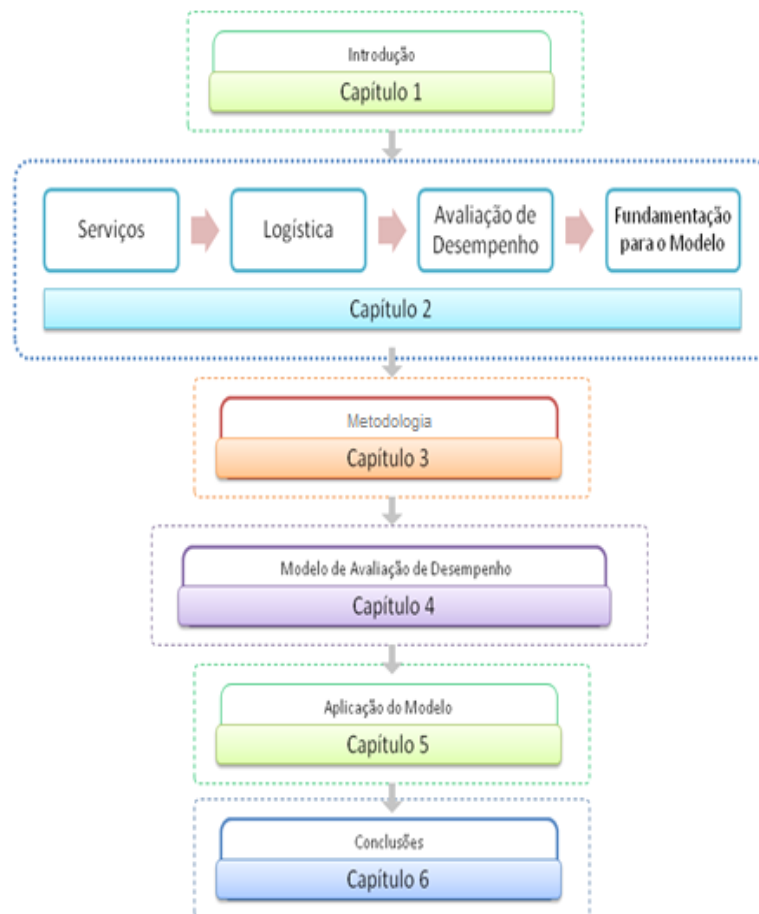 Introdução
Capítulo 1
Serviços
Logística
Avaliação de
Desempenho
Fundamentação
para o Modelo
Capítulo 2
Metodologia
Capítulo 3
Modelo de Avaliação de Desempenho
Capítulo 4
Aplicação do Modelo
Capítulo 5
Conclusões
Capítulo 6